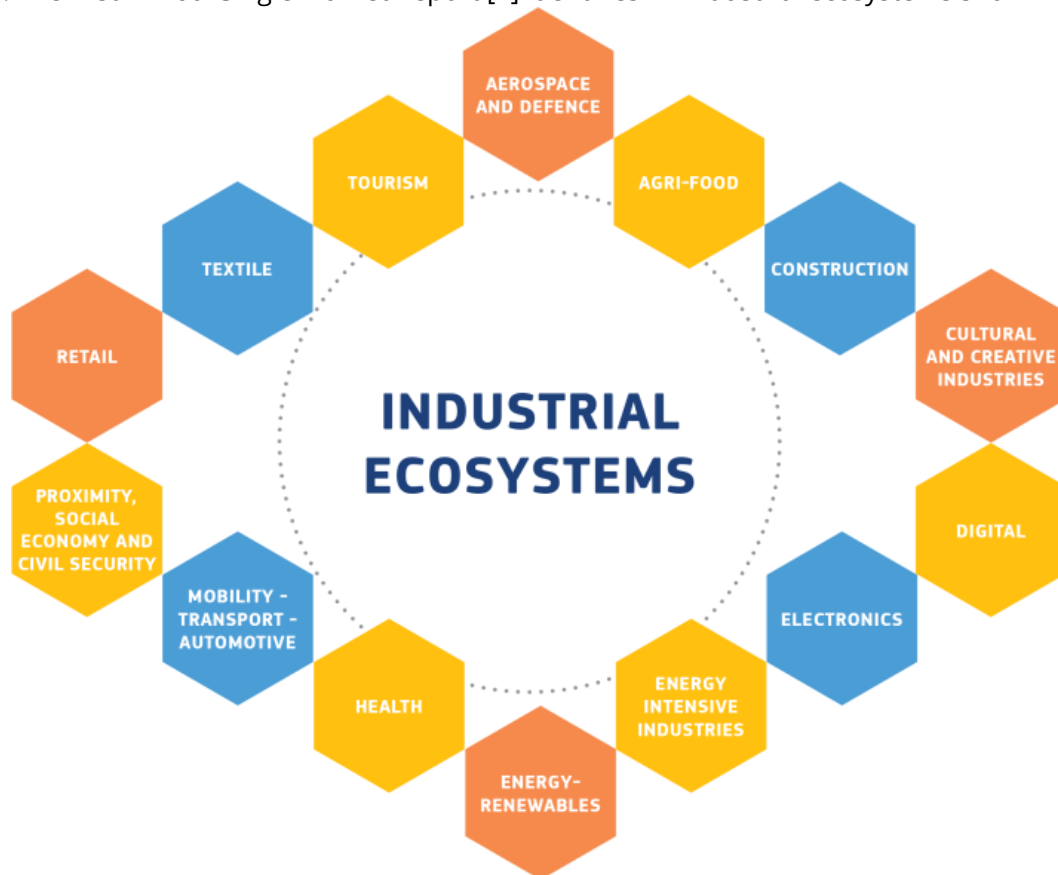 AEROSPACE
AND DEFENCE
AGRI-FOOD
CONSTRUCTION
CULTURAL
AND CREATIVE
INDUSTRIES
DIGITAL
ELECTRONICS
ENERGY
INTENSIVE
INDUSTRIES
ENERGY-
RENEWABLES
HEALTH
MOBILITY -
TRANSPORT -
AUTOMOTIVE
PROXIMITY,
SOCIAL
ECONOMY AND
CIVIL SECURITY
RETAIL
TEXTILE
TOURISM
INDUSTRIAL
ECOSYSTEMS